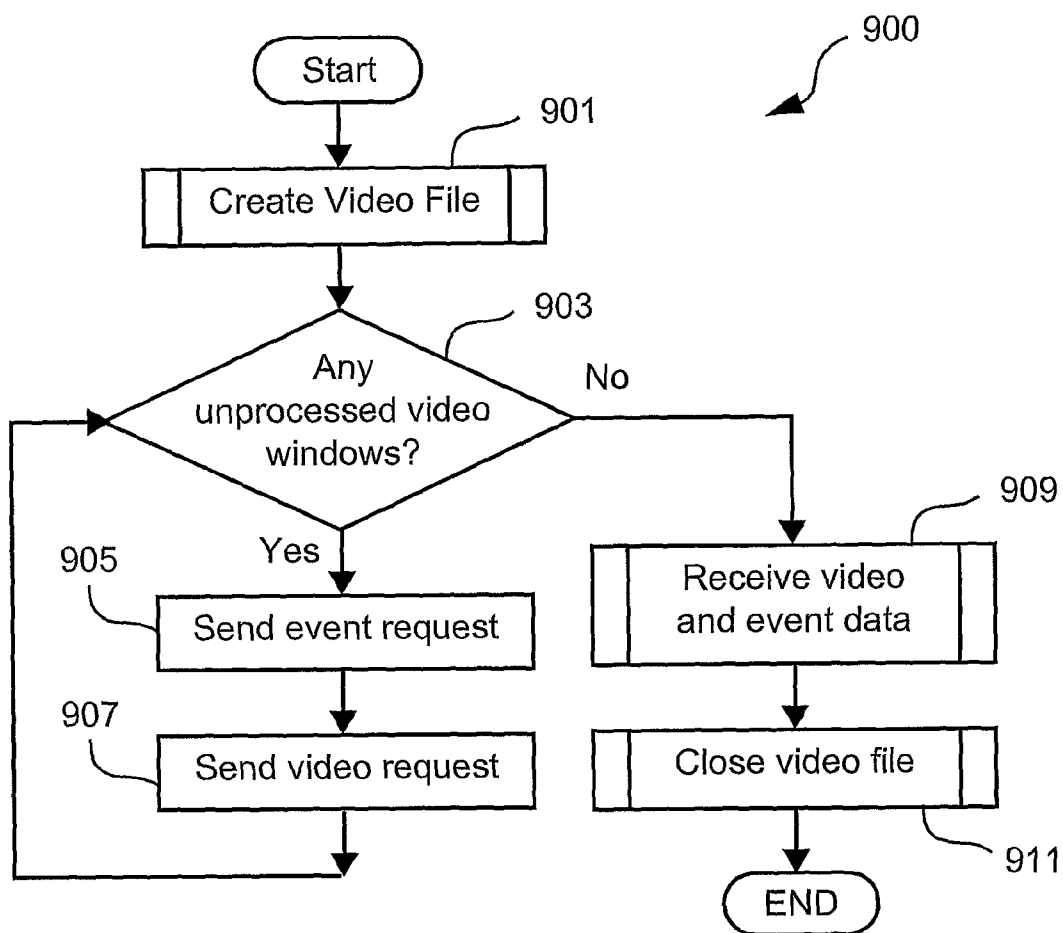 900
Start
901
Create Video File
903
Any
unprocessed video
windows?
No
Yes
905
Send event request
907
Send video request
909
Receive video
and event data
Close video file
911
END